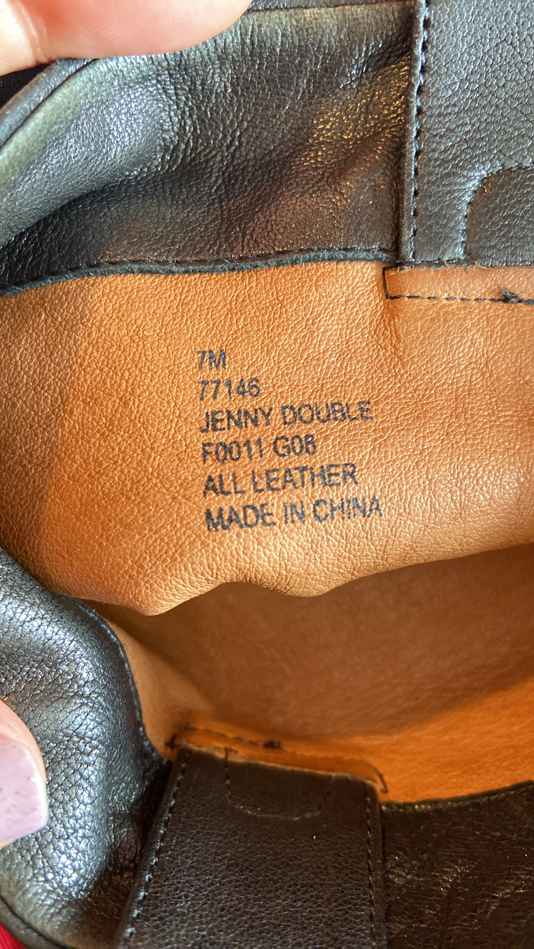 7M
77146
JENNY DOUBLE
F0011 G08
ALL LEATHER
MADE IN CHINA